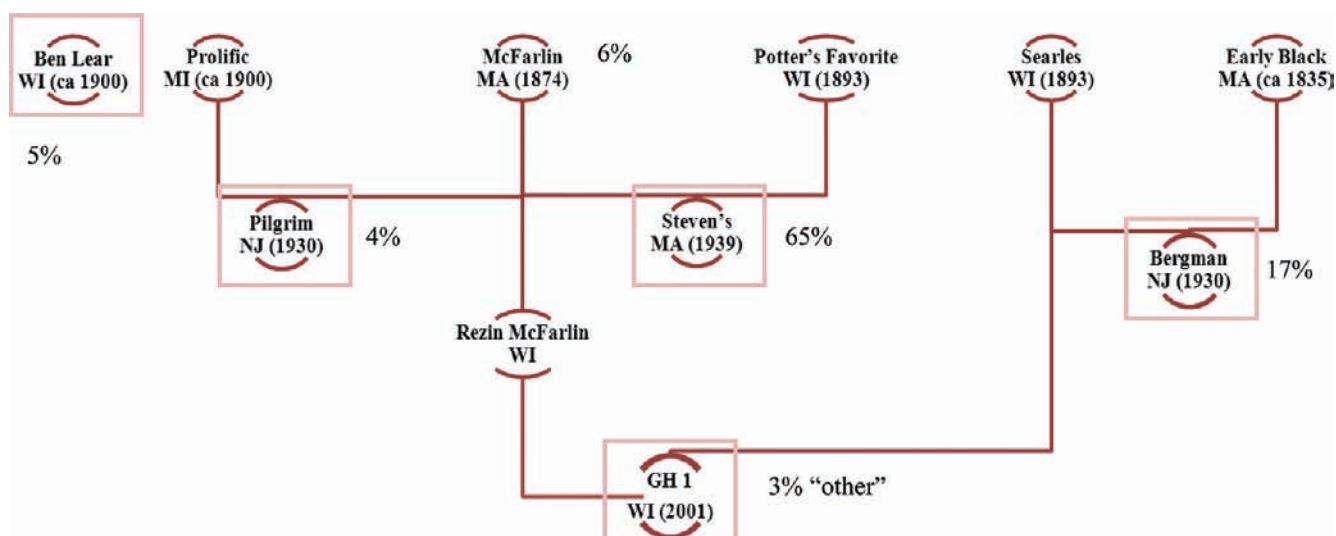 Ben Lear
WI (ca 1900)
5%
Prolific
MI (ca 1900)
McFarlin
MA (1874)
6%
Potter's Favorite
WI (1893)
Searles
WI (1893)
Early Black
MA (ca 1835)
Pilgrim
NJ (1930)
4%
Steven's
MA (1939)
65%
Bergman
NJ (1930)
17%
Rezin McFarlin
WI
GH 1
WI (2001)
3% “other”